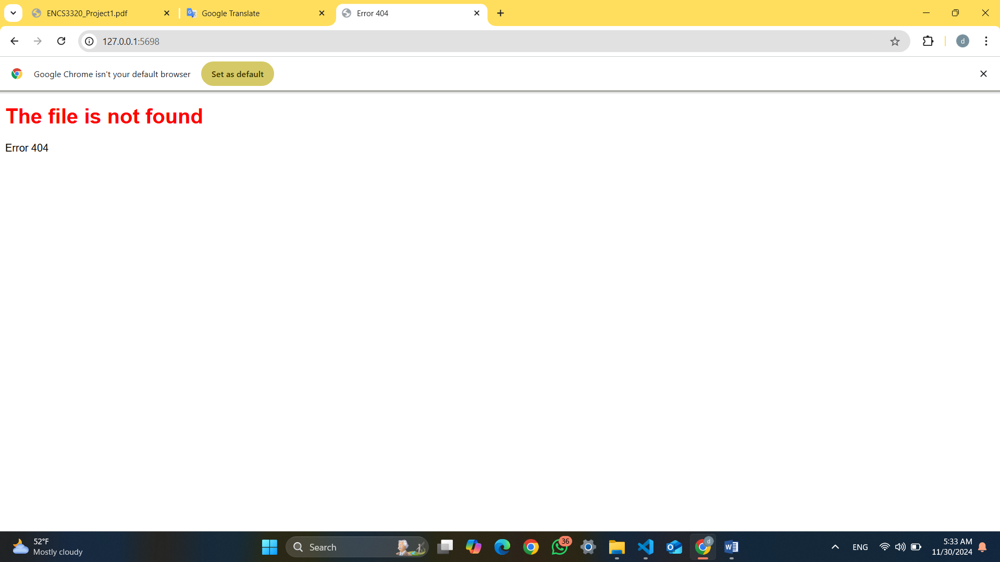 ENCS3320_Project1.pdf
Google Translate
Error 404
127.0.0.1:5698
d
Google Chrome isn't your default browser
Set as default
The file is not found
Error 404
52°F
Mostly cloudy
Search
36
d
ENG
5:33 AM
11/30/2024